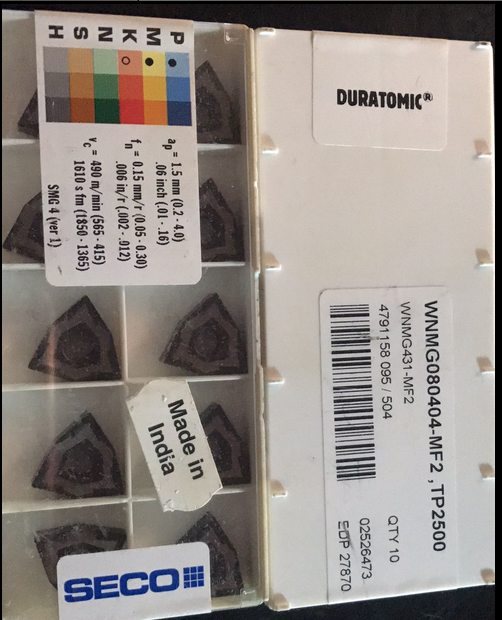 H S N K M P
ap = 1.5 mm (0.2 - 4.0)
.06 inch (.01 - .16)
fn = 0.15 mm/r (0.05 - 0.30)
.006 in/r (.002 - .012)
vc = 490 m/min (565 - 415)
1610 s fm (1850 - 1365)
SMG 4 (ver 1)
Made in
India
SECO
DURATOMIC®
WNMG080404-MF2 ,TP2500
WNMG431-MF2
4791158 095 / 504
QTY 10
02526473
EDP 27870